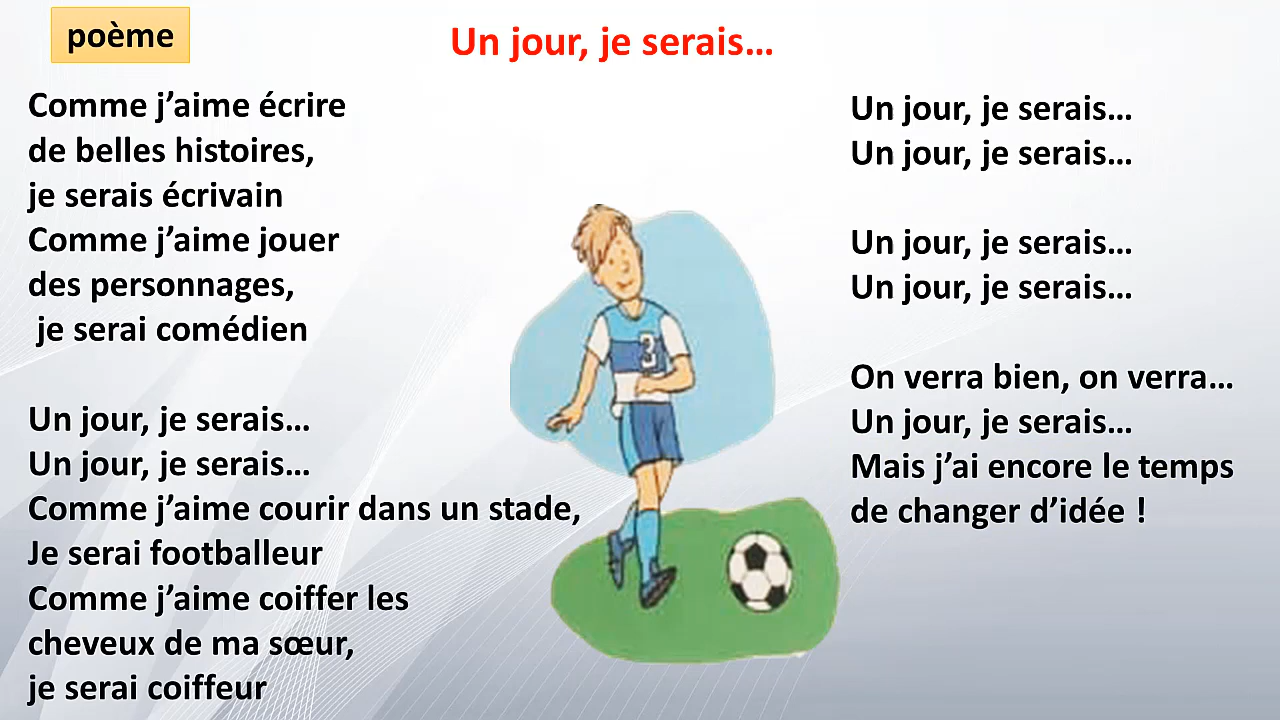 poème
Un jour, je serais…
Comme j’aime écrire
de belles histoires,
je serais écrivain
Comme j’aime jouer
des personnages,
je serai comédien
Un jour, je serais…
Un jour, je serais…
Comme j’aime courir dans un stade,
Je serai footballeur
Comme j’aime coiffer les
cheveux de ma sœur,
je serai coiffeur
Un jour, je serais…
Un jour, je serais…
Un jour, je serais…
Un jour, je serais…
On verra bien, on verra…
Un jour, je serais…
Mais j’ai encore le temps
de changer d’idée !
3